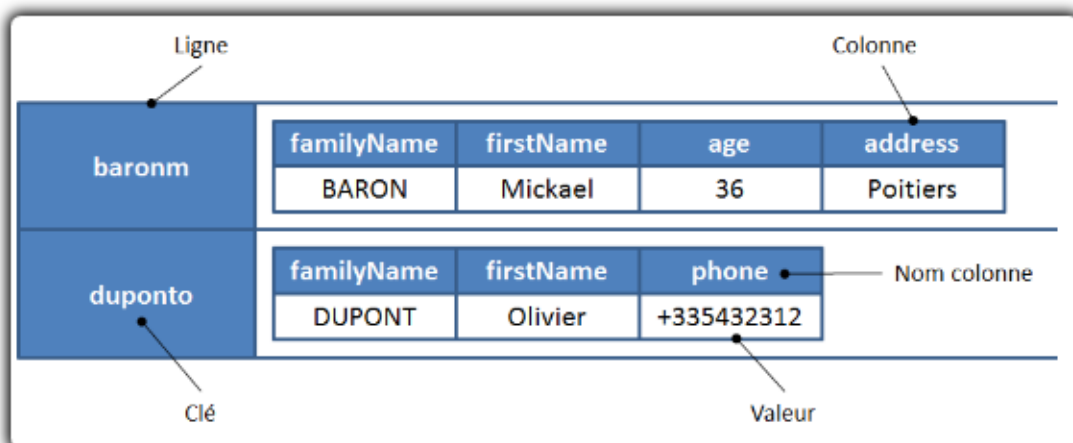 Ligne
Colonne
baronm
familyName firstName age address
BARON Mickael 36 Poitiers
duponto
familyName firstName phone
Nom colonne
DUPONT Olivier +335432312
Clé
Valeur